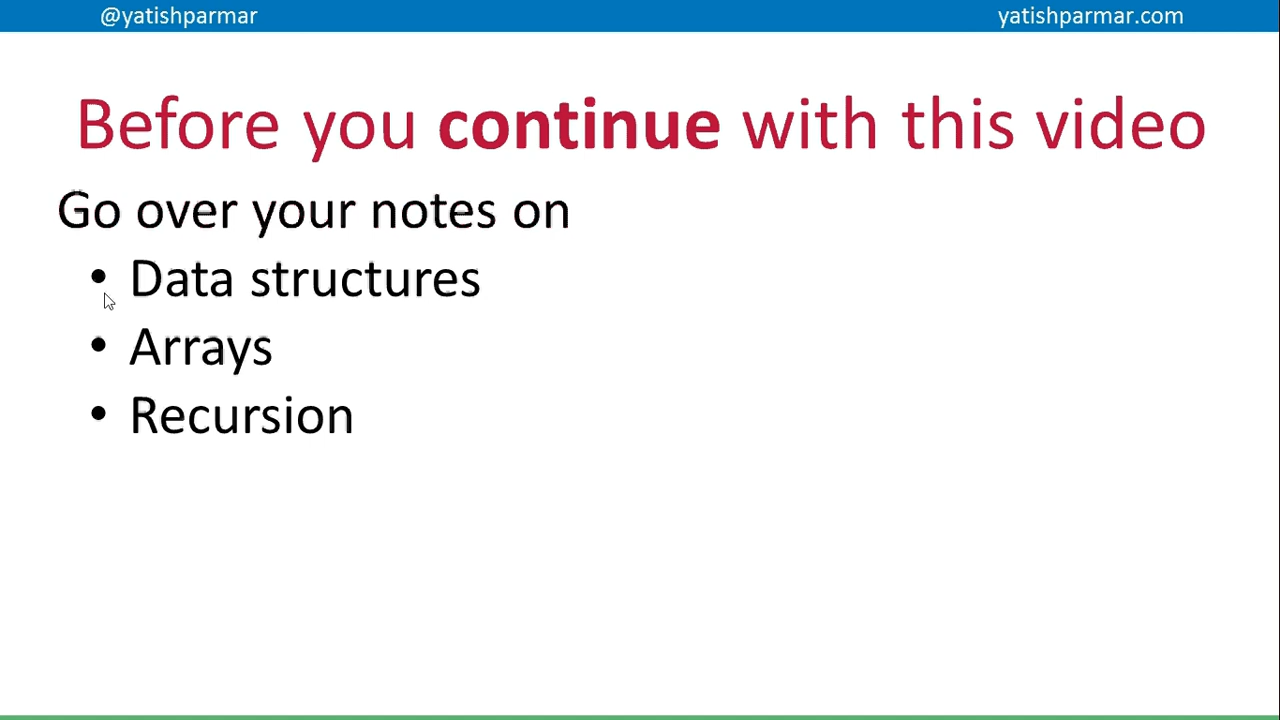 @yatishparmar
yatishparmar.com
Before you continue with this video
Go over your notes on
• Data structures
• Arrays
• Recursion